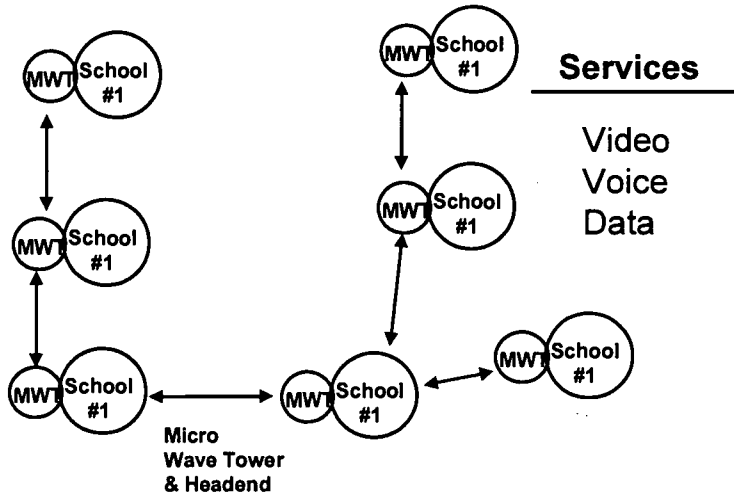 MWT School #1
MWT School #1
Services
Video
Voice
Data
MWT School #1
MWT School #1
MWT School #1
MWT School #1
MWT School #1
Micro
Wave Tower
& Headend